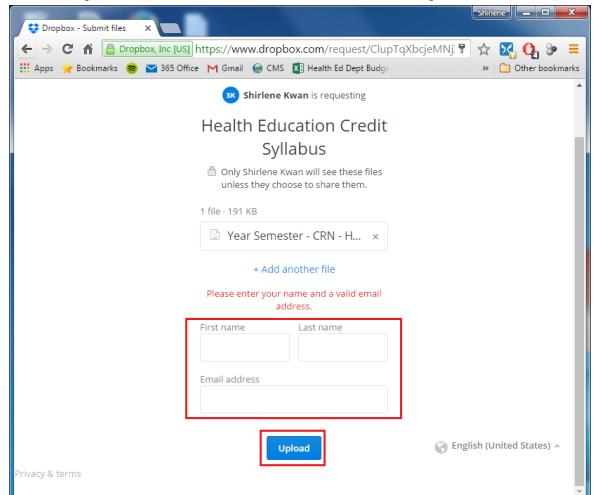 Shirlene
Dropbox - Submit files ×
Dropbox, Inc [US] https://www.dropbox.com/request/ClupTqXbcjeMNj
Apps Bookmarks 365 Office Gmail CMS Health Ed Dept Budg » Other bookmarks
SK Shirlene Kwan is requesting
Health Education Credit
Syllabus
Only Shirlene Kwan will see these files
unless they choose to share them.
1 file · 191 KB
Year Semester - CRN - H... ×
+ Add another file
Please enter your name and a valid email
address.
First name Last name
Email address
Upload
English (United States)
Privacy & terms